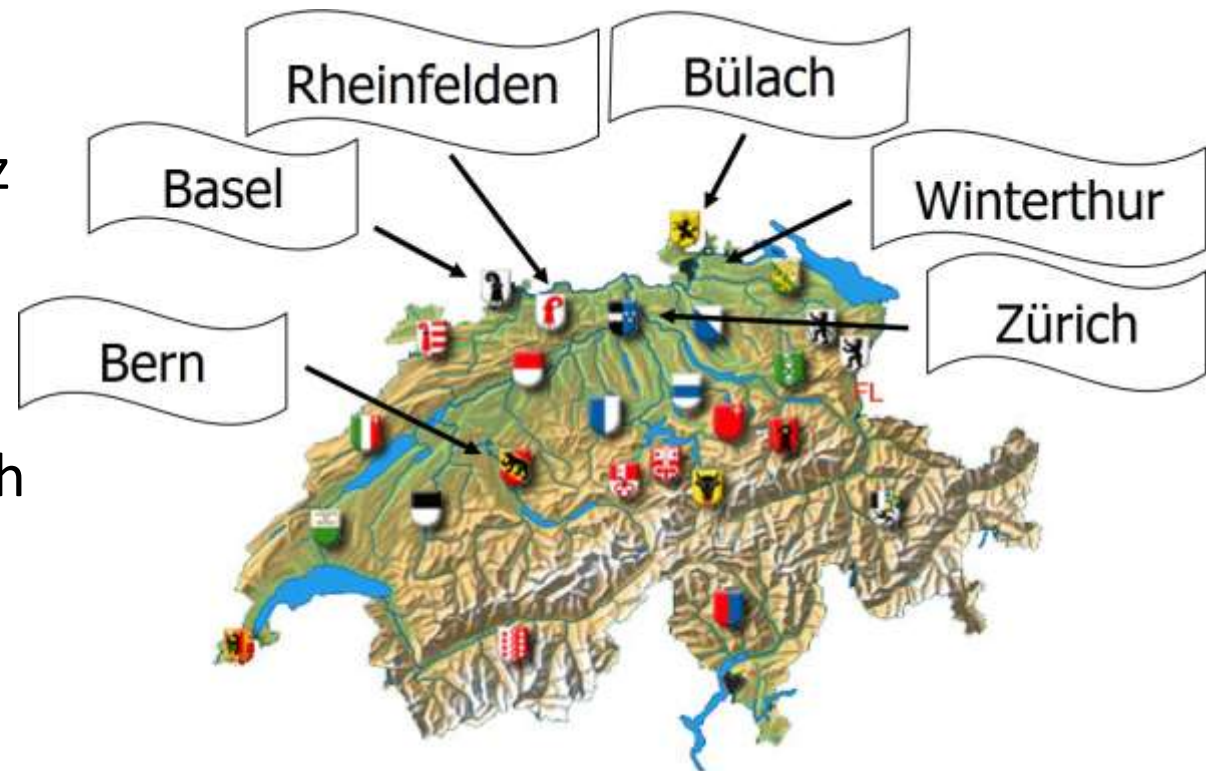 Rheinfelden
Bülach
z
Basel
Winterthur
Zürich
Bern
FL
h